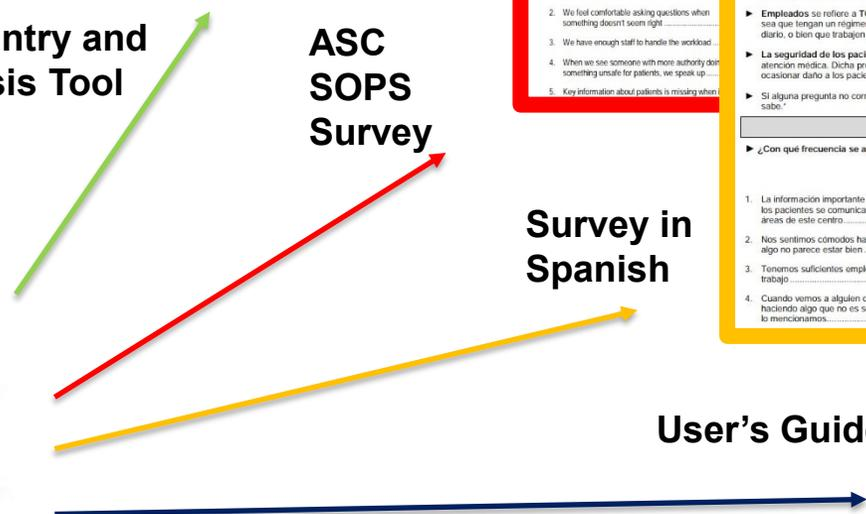 ntry and
sis Tool
ASC
SOPS
Survey
2. We feel comfortable asking questions when
something doesn't seem right
3. We have enough staff to handle the workload
4. When we see someone with more authority doing
something unsafe for patients, we speak up
5. Key information about patients is missing when
► Empleados se refiere a
sea que tengan un régime
diario, o bien que trabajen
► La seguridad de los paci
atención médica. Dicha pr
ocasionar daño a los pacie
► Si alguna pregunta no corr
sabe."
► ¿Con qué frecuencia se a
1. La información importante
los pacientes se comunica
áreas de este centro
2. Nos sentimos cómodos ha
algo no parece estar bien
3. Tenemos suficientes emple
trabajo
4. Cuando vemos a alguien c
haciendo algo que no es s
lo mencionamos
Survey in
Spanish
User's Guid